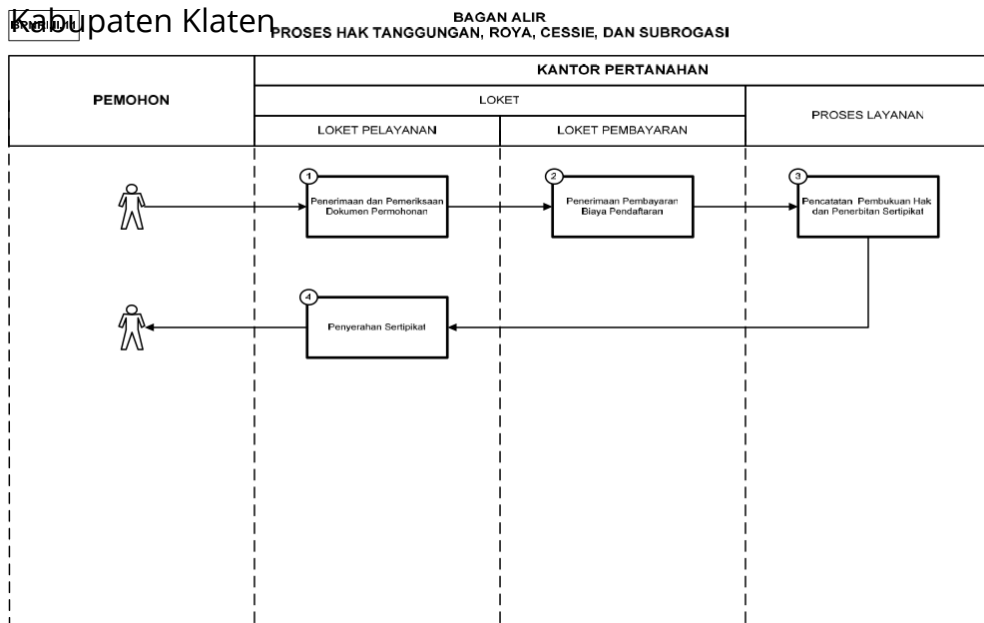 Kabupaten Klaten
BAGAN ALIR
PROSES HAK TANGGUNGAN, ROYA, CESSIE, DAN SUBROGASI
KANTOR PERTANAHAN
PEMOHON
LOKET
PROSES LAYANAN
LOKET PELAYANAN
LOKET PEMBAYARAN
1
Penerimaan dan Pemeriksaan
Dokumen Permohonan
2
Penerimaan Pembayaran
Biaya Pendaftaran
3
Pencatatan Pembukuan Hak
dan Penerbitan Sertipikat
4
Penyerahan Sertipikat